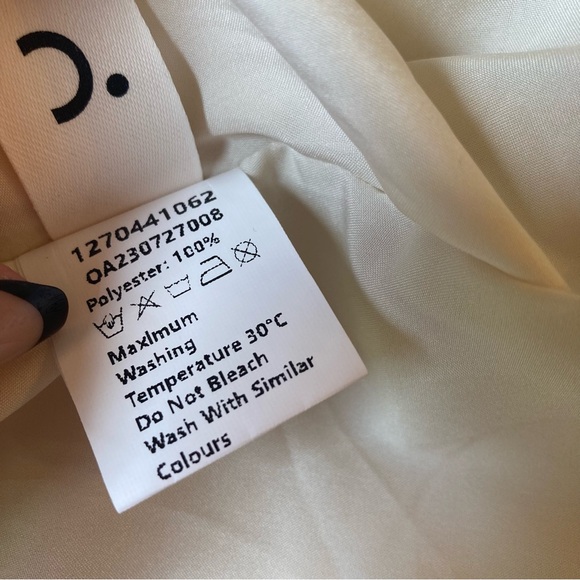 1270441062
OA230727008
Polyester: 100%
MaxImum
Washing
Temperature 30°C
Do Not Bleach
Wash With Similar
Colours